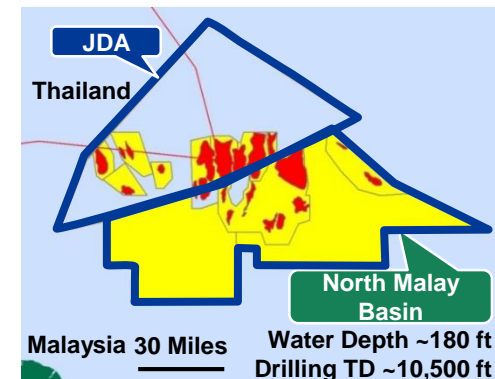 JDA
Thailand
North Malay
Basin
Malaysia 30 Miles
Water Depth ~180 ft
Drilling TD ~10,500 ft